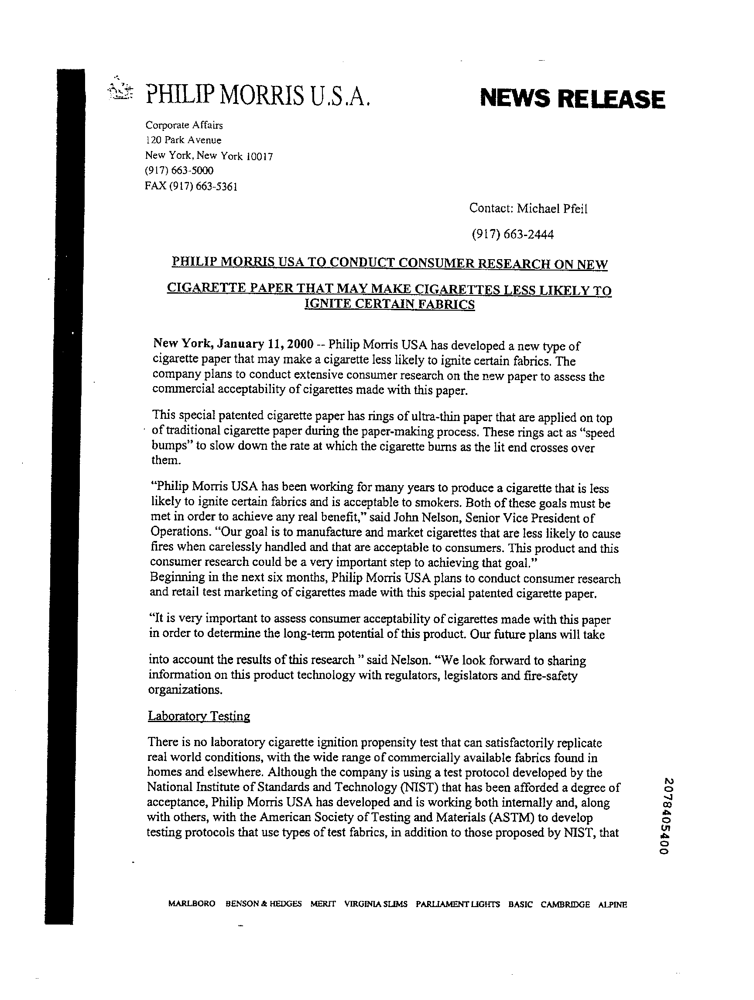 PHILIP MORRIS U.S.A.
NEWS RELEASE
Corporate Affairs
120 Park Avenue
New York, New York 10017
(917) 663-5000
FAX (917) 663-5361
Contact: Michael Pfeil
(917) 663-2444
PHILIP MORRIS USA TO CONDUCT CONSUMER RESEARCH ON NEW
CIGARETTE PAPER THAT MAY MAKE CIGARETTES LESS LIKELY TO
IGNITE CERTAIN FABRICS
New York, January 11, 2000 -- Philip Morris USA has developed a new type of
cigarette paper that may make a cigarette less likely to ignite certain fabrics. The
company plans to conduct extensive consumer research on the new paper to assess the
commercial acceptability of cigarettes made with this paper.
This special patented cigarette paper has rings of ultra-thin paper that are applied on top
of traditional cigarette paper during the paper-making process. These rings act as “speed
bumps” to slow down the rate at which the cigarette burns as the lit end crosses over
them.
“Philip Morris USA has been working for many years to produce a cigarette that is less
likely to ignite certain fabrics and is acceptable to smokers. Both of these goals must be
met in order to achieve any real benefit,” said John Nelson, Senior Vice President of
Operations. “Our goal is to manufacture and market cigarettes that are less likely to cause
fires when carelessly handled and that are acceptable to consumers. This product and this
consumer research could be a very important step to achieving that goal.”
Beginning in the next six months, Philip Morris USA plans to conduct consumer research
and retail test marketing of cigarettes made with this special patented cigarette paper.
“It is very important to assess consumer acceptability of cigarettes made with this paper
in order to determine the long-term potential of this product. Our future plans will take
into account the results of this research ” said Nelson. “We look forward to sharing
information on this product technology with regulators, legislators and fire-safety
organizations.
Laboratory Testing
There is no laboratory cigarette ignition propensity test that can satisfactorily replicate
real world conditions, with the wide range of commercially available fabrics found in
homes and elsewhere. Although the company is using a test protocol developed by the
National Institute of Standards and Technology (NIST) that has been afforded a degree of
acceptance, Philip Morris USA has developed and is working both internally and, along
with others, with the American Society of Testing and Materials (ASTM) to develop
testing protocols that use types of test fabrics, in addition to those proposed by NIST, that
2078405400
MARLBORO BENSON & HEDGES MERIT VIRGINIA SLIMS PARLIAMENT LIGHTS BASIC CAMBRIDGE ALPINE